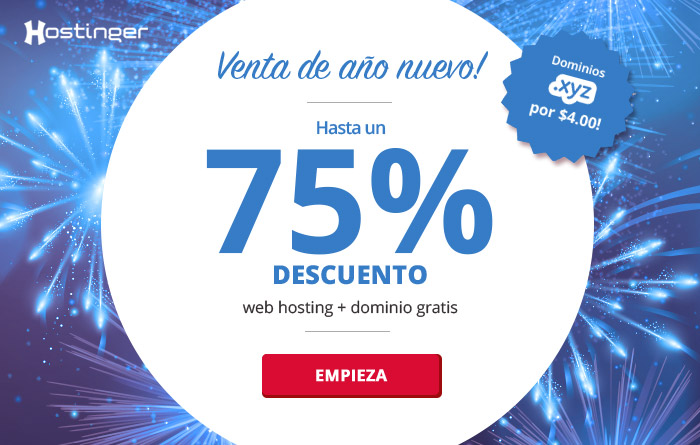 Hostinger
Venta de año nuevo!
Dominios
.xyz
por $4.00!
Hasta un
75%
DESCUENTO
web hosting + dominio gratis
EMPIEZA